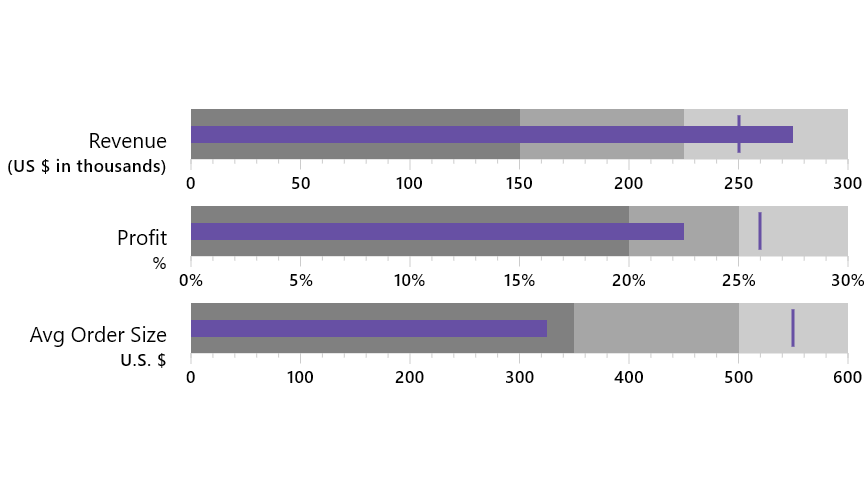 Revenue
(US $ in thousands)
0 50 100 150 200 250 300
Profit
%
0% 5% 10% 15% 20% 25% 30%
Avg Order Size
U.S. $
0 100 200 300 400 500 600